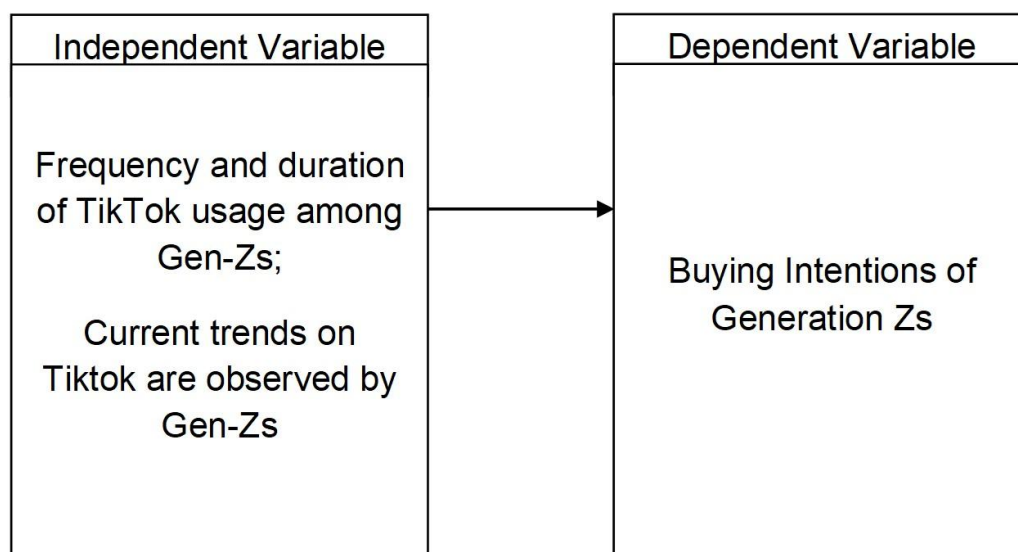 Independent Variable
Frequency and duration
of TikTok usage among
Gen-Zs;
Current trends on
Tiktok are observed by
Gen-Zs
Dependent Variable
Buying Intentions of
Generation Zs